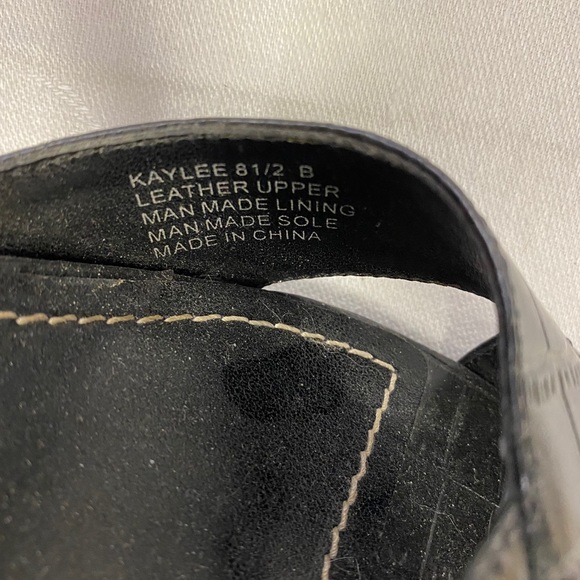 KAYLEE 81/2 B
LEATHER UPPER
MAN MADE LINING
MAN MADE SOLE
MADE IN CHINA